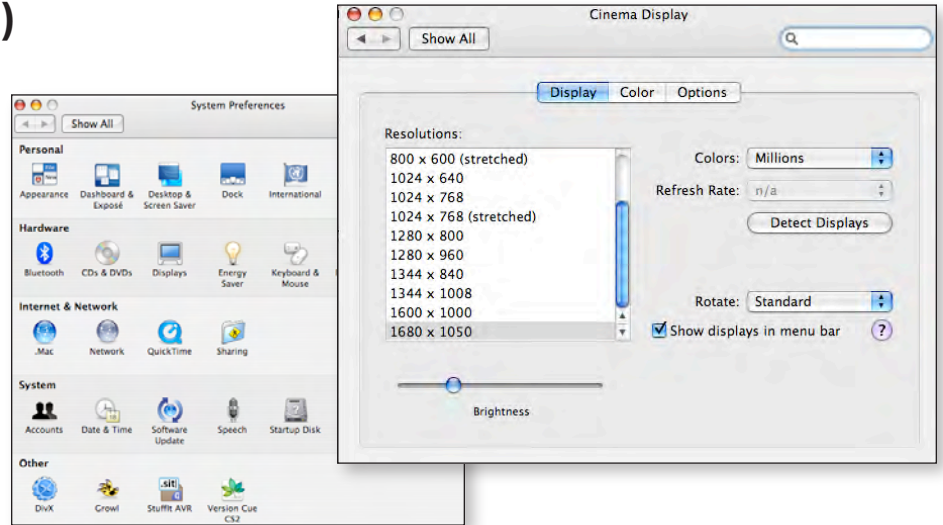 )
System Preferences
Show All
Personal
Appearance
Dashboard &
Exposé
Desktop &
Screen Saver
Dock
International
Hardware
Bluetooth
CDs & DVDs
Displays
Energy
Saver
Keyboard &
Mouse
Internet & Network
.Mac
Network
QuickTime
Sharing
System
Accounts
Date & Time
Software
Update
Speech
Startup Disk
Other
.sit
DivX
Growl
StuffIt AVR
Version Cue
CS2
Cinema Display
Show All
Display Color Options
Resolutions:
800 x 600 (stretched)
1024 x 640
1024 x 768
1024 x 768 (stretched)
1280 x 800
1280 x 960
1344 x 840
1344 x 1008
1600 x 1000
1680 x 1050
Brightness
Colors: Millions
Refresh Rate: n/a
Detect Displays
Rotate: Standard
Show displays in menu bar ?